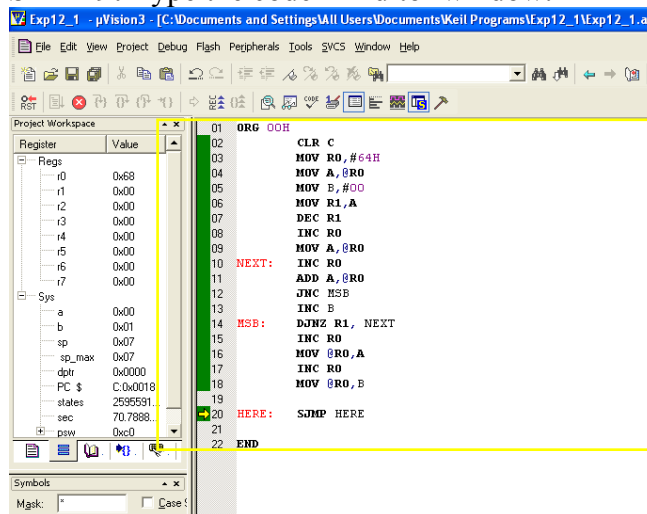 Type the code
Exp12_1 - µVision3 - [C:\Documents and Settings\All Users\Documents\Keil Programs\Exp12_1\Exp12_1.a
File Edit View Project Debug Flash Peripherals Tools SVCS Window Help
RST
CODE
Project Workspace
Register Value
Regs
r0 0x68
r1 0x00
r2 0x00
r3 0x00
r4 0x00
r5 0x00
r6 0x00
r7 0x00
Sys
a 0x00
b 0x01
sp 0x07
sp_max 0x07
dptr 0x0000
PC $ C:0x0018
states 2595591...
sec 70.7888...
psw 0xc0
Symbols
Mask: * Case
01 ORG 00H
02 CLR C
03 MOV R0,#64H
04 MOV A,@R0
05 MOV B,#00
06 MOV R1,A
07 DEC R1
08 INC R0
09 MOV A,@R0
10 NEXT: INC R0
11 ADD A,@R0
12 JNC MSB
13 INC B
14 MSB: DJNZ R1, NEXT
15 INC R0
16 MOV @R0,A
17 INC R0
18 MOV @R0,B
19
20 HERE: SJMP HERE
21
22 END